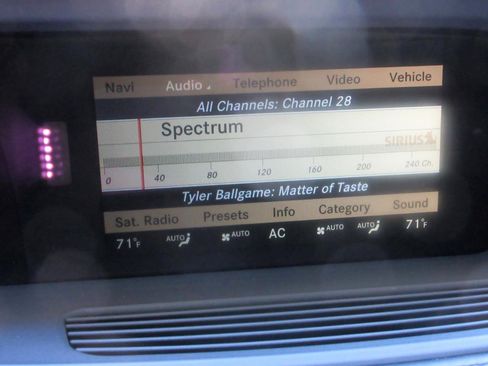 Navi Audio Telephone Video Vehicle
All Channels: Channel 28
Spectrum
SIRIUS
0 40 80 120 160 200 240 Ch.
Tyler Ballgame: Matter of Taste
Sat. Radio Presets Info Category Sound
71°F AUTO AUTO AC AUTO AUTO 71°F